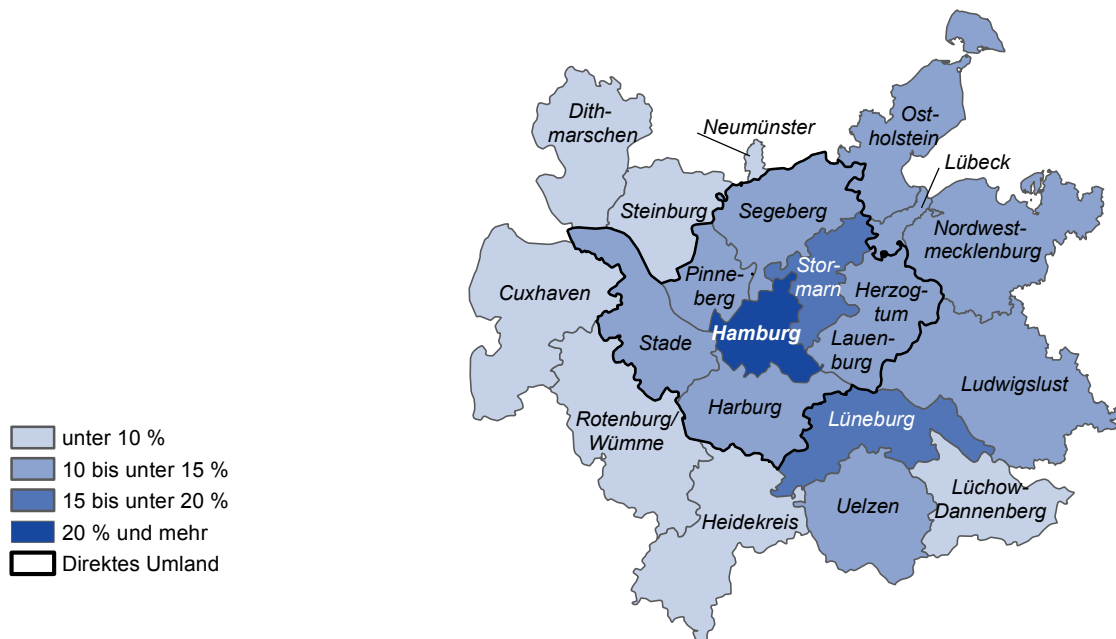 Dith-
marschen
Neumünster
Ost-
holstein
Lübeck
Steinburg
Segeberg
Nordwest-
mecklenburg
Stor-
marn
Pinne-
berg
Cuxhaven
Herzog-
tum
Lauen-
burg
Hamburg
Stade
Ludwigslust
Harburg
Rotenburg/
Wümme
Lüneburg
Lüchow-
Dannenberg
Uelzen
Heidekreis
unter 10 %
10 bis unter 15 %
15 bis unter 20 %
20 % und mehr
Direktes Umland